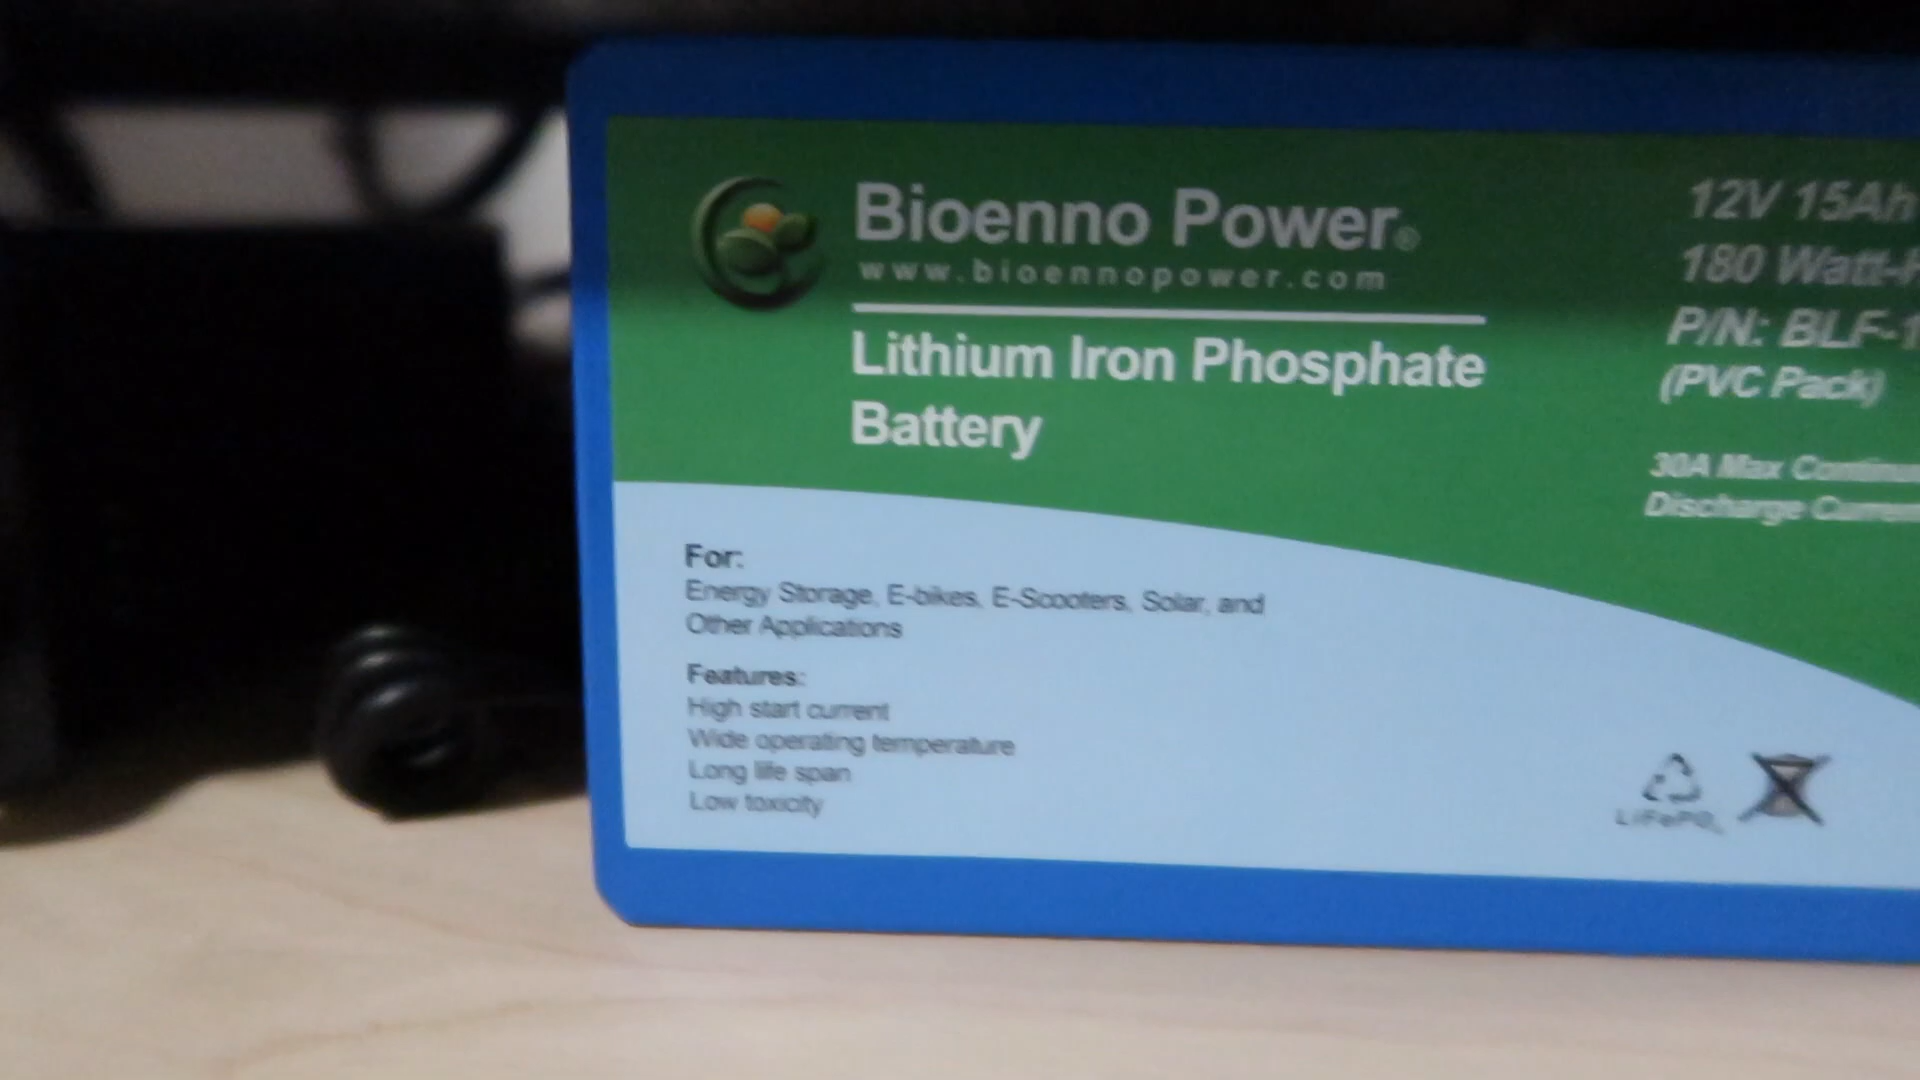 Bioenno Power®
www.bioennopower.com
Lithium Iron Phosphate
Battery
12V 15Ah
180 Watt-H
P/N: BLF-1
(PVC Pack)
30A Max Continu
Discharge Curren
For:
Energy Storage, E-bikes, E-Scooters, Solar, and
Other Applications
Features:
High start current
Wide operating temperature
Long life span
Low toxicity
LiFePO₄